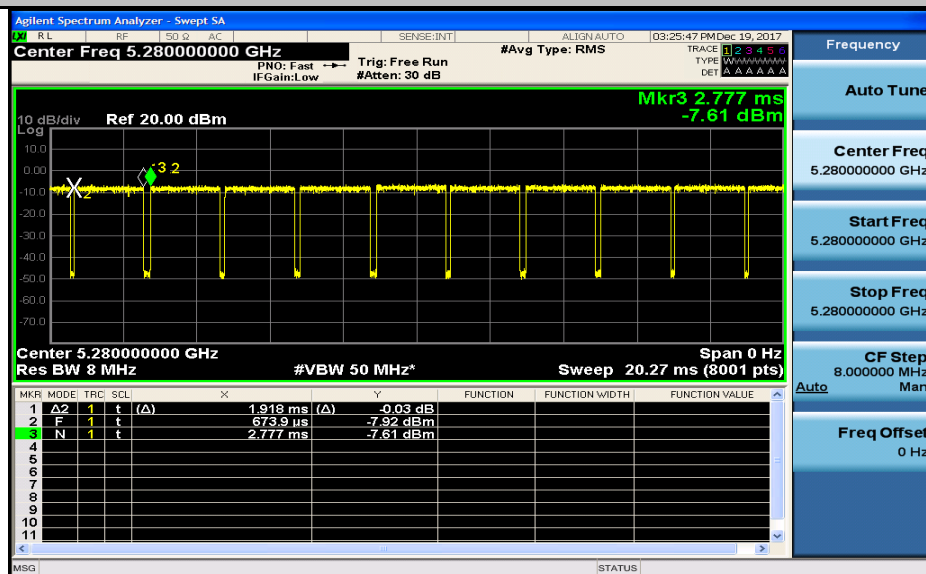 Agilent Spectrum Analyzer - Swept SA
LXI RL RF 50 Ω AC SENSE:INT ALIGN AUTO 03:25:47 PM Dec 19, 2017
Center Freq 5.280000000 GHz #Avg Type: RMS TRACE 1 2 3 4 5 6
PNO: Fast Trig: Free Run TYPE WWWWWW
IFGain:Low #Atten: 30 dB DET A A A A A A
Mkr3 2.777 ms
10 dB/div Ref 20.00 dBm -7.61 dBm
Log
10.0
0.00
-10.0
-20.0
-30.0
-40.0
-50.0
-60.0
-70.0
2
3 2
Center 5.280000000 GHz Span 0 Hz
Res BW 8 MHz #VBW 50 MHz* Sweep 20.27 ms (8001 pts)
MKR MODE TRC SCL X Y FUNCTION FUNCTION WIDTH FUNCTION VALUE
1 Δ2 1 t (Δ) 1.918 ms (Δ) -0.03 dB
2 F 1 t 673.9 µs -7.92 dBm
3 N 1 t 2.777 ms -7.61 dBm
4
5
6
7
8
9
10
11
MSG STATUS
Frequency
Auto Tune
Center Freq
5.280000000 GHz
Start Freq
5.280000000 GHz
Stop Freq
5.280000000 GHz
CF Step
8.000000 MHz
Auto Man
Freq Offset
0 Hz